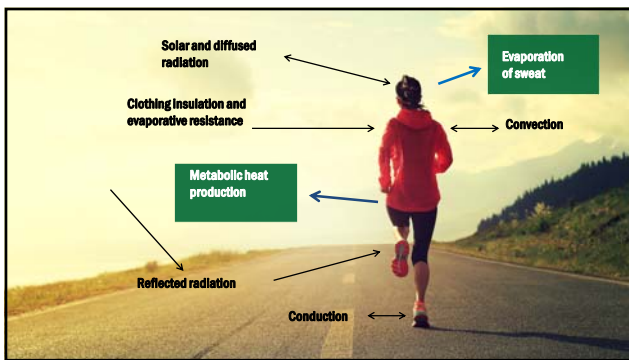 Solar and diffused
radiation
Evaporation
of sweat
Clothing insulation and
evaporative resistance
Convection
Metabolic heat
production
Reflected radiation
Conduction